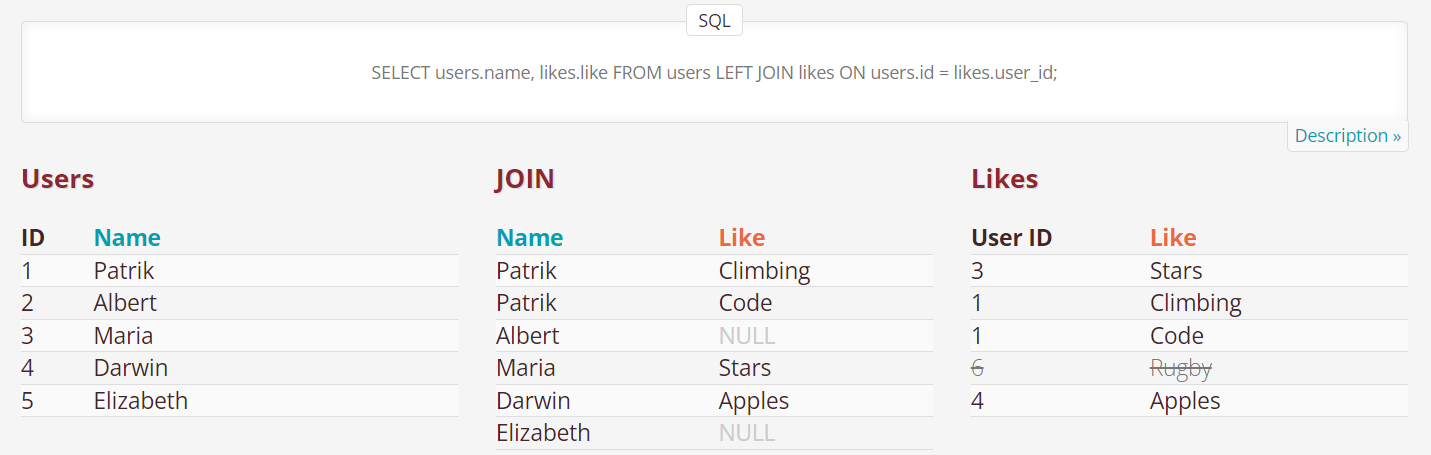 SQL
SELECT users.name, likes.like FROM users LEFT JOIN likes ON users.id = likes.user_id;
Description »
Users
ID Name
1 Patrik
2 Albert
3 Maria
4 Darwin
5 Elizabeth
JOIN
Name Like
Patrik Climbing
Patrik Code
Albert NULL
Maria Stars
Darwin Apples
Elizabeth NULL
Likes
User ID Like
3 Stars
1 Climbing
1 Code
6 Rugby
4 Apples